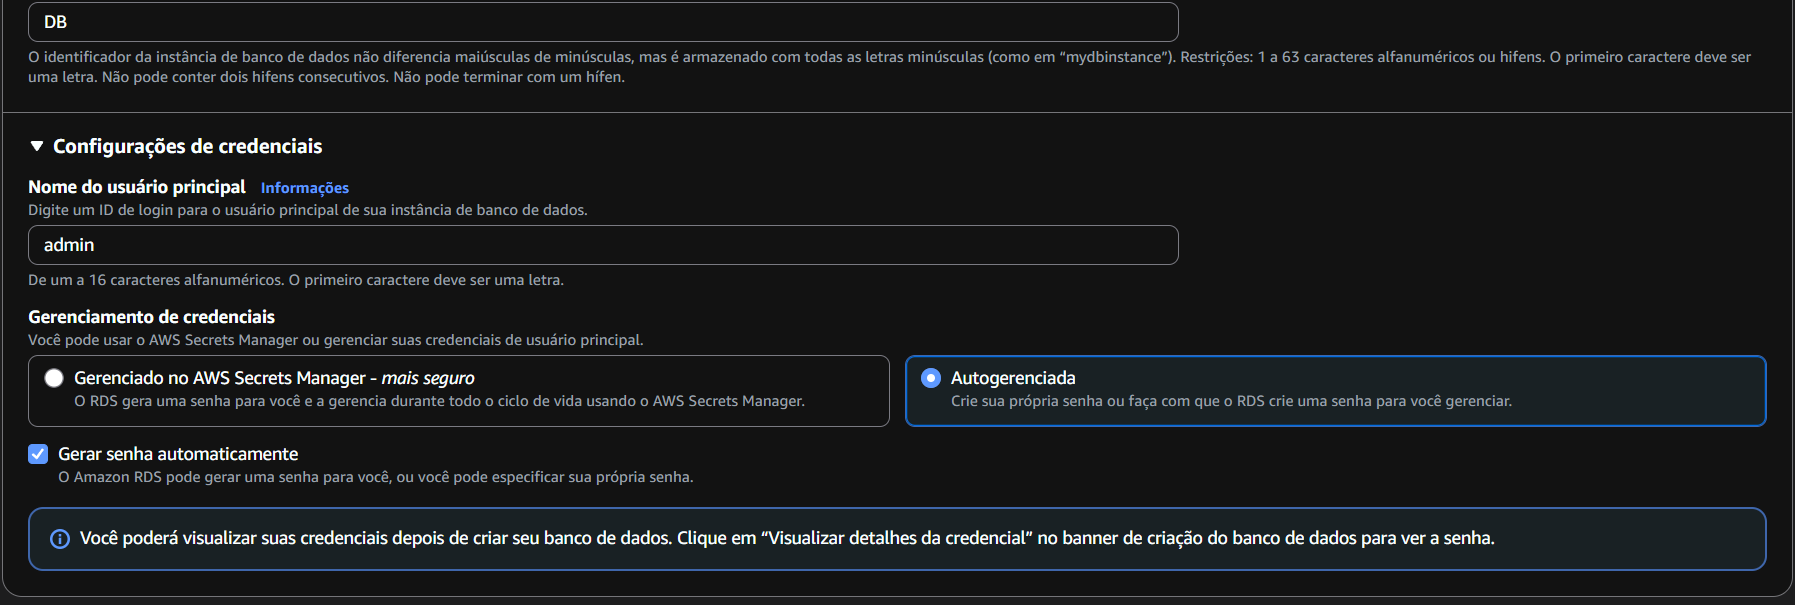 DB
O identificador da instância de banco de dados não diferencia maiúsculas de minúsculas, mas é armazenado com todas as letras minúsculas (como em “mydbinstance”). Restrições: 1 a 63 caracteres alfanuméricos ou hifens. O primeiro caractere deve ser
uma letra. Não pode conter dois hifens consecutivos. Não pode terminar com um hífen.
Configurações de credenciais
Nome do usuário principal Informações
Digite um ID de login para o usuário principal de sua instância de banco de dados.
admin
De um a 16 caracteres alfanuméricos. O primeiro caractere deve ser uma letra.
Gerenciamento de credenciais
Você pode usar o AWS Secrets Manager ou gerenciar suas credenciais de usuário principal.
Gerenciado no AWS Secrets Manager - mais seguro
O RDS gera uma senha para você e a gerencia durante todo o ciclo de vida usando o AWS Secrets Manager.
Autogerenciada
Crie sua própria senha ou faça com que o RDS crie uma senha para você gerenciar.
Gerar senha automaticamente
O Amazon RDS pode gerar uma senha para você, ou você pode especificar sua própria senha.
Você poderá visualizar suas credenciais depois de criar seu banco de dados. Clique em “Visualizar detalhes da credencial” no banner de criação do banco de dados para ver a senha.